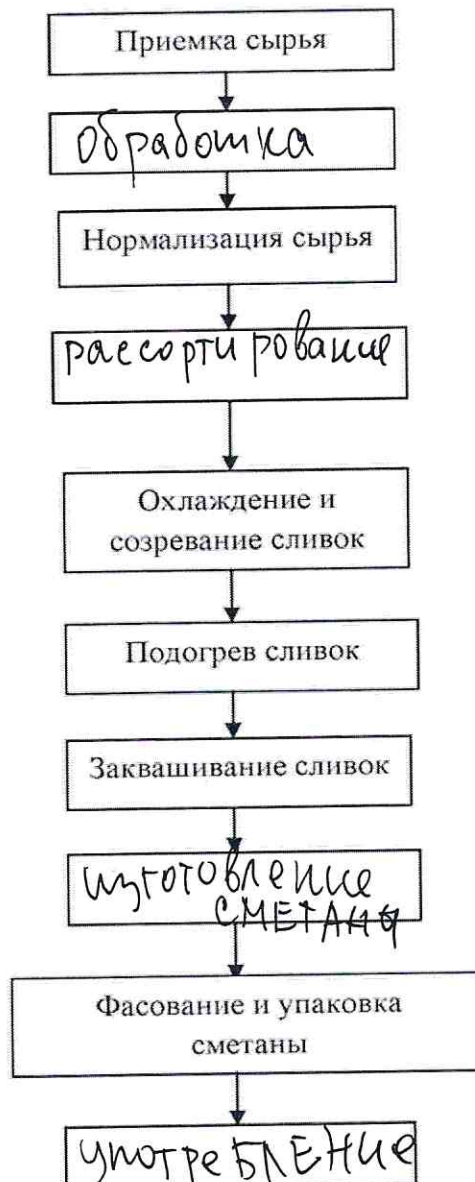 Приемка сырья
обработка
Нормализация сырья
рассортирование
Охлаждение и
созревание сливок
Подогрев сливок
Заквашивание сливок
изготовление
СМЕТАНЫ
Фасование и упаковка
сметаны
употреБЛЕНИе